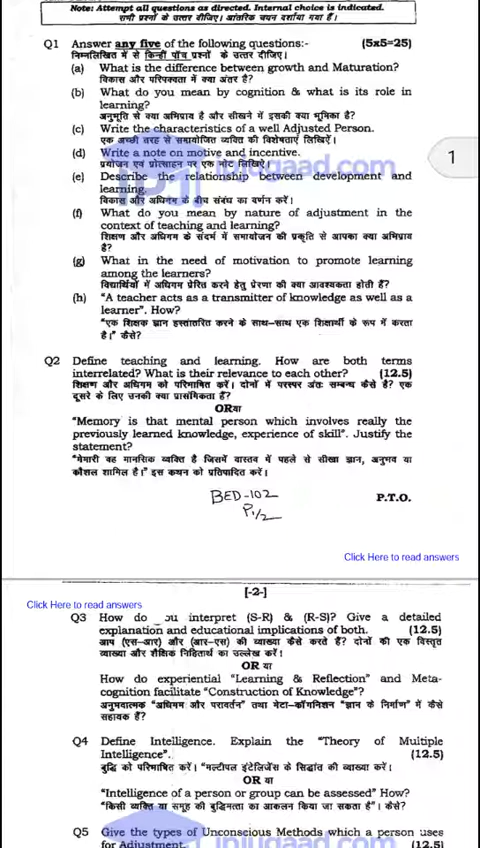 Note: Attempt all questions as directed. Internal choice is indicated.
सभी प्रश्नों के उत्तर दीजिए। आंतरिक चयन दर्शाया गया है।
Q1 Answer any five of the following questions:- (5x5=25)
निम्नलिखित में से किन्हीं पाँच प्रश्नों के उत्तर दीजिए।
(a) What is the difference between growth and Maturation?
विकास और परिपक्वता में क्या अंतर है?
(b) What do you mean by cognition & what is its role in
learning?
अनुभूति से क्या अभिप्राय है और सीखने में इसकी क्या भूमिका है?
(c) Write the characteristics of a well Adjusted Person.
एक अच्छी तरह से समायोजित व्यक्ति की विशेषताएं लिखिऐं।
(d) Write a note on motive and incentive.
प्रयोजन एवं प्रोत्साहन पर एक नोट लिखिऐं।
(e) Describe the relationship between development and
learning.
विकास और अधिगम के बीच संबंध का वर्णन करें।
(f) What do you mean by nature of adjustment in the
context of teaching and learning?
शिक्षण और अधिगम के संदर्भ में समायोजन की प्रकृति से आपका क्या अभिप्राय
है?
(g) What in the need of motivation to promote learning
among the learners?
विद्यार्थियों में अधिगम प्रेरित करने हेतु प्रेरणा की क्या आवश्यकता होती हैं?
(h) "A teacher acts as a transmitter of knowledge as well as a
learner". How?
"एक शिक्षक ज्ञान हस्तांतरित करने के साथ-साथ एक शिक्षार्थी के रूप में करता
है।" कैसे?
1
Q2 Define teaching and learning. How are both terms
interrelated? What is their relevance to each other? (12.5)
शिक्षण और अधिगम को परिभाषित करें। दोनों में परस्पर अंतः सम्बन्ध कैसे है? एक
दूसरे के लिए उनकी क्या प्रासंगिकता है?
ORया
"Memory is that mental person which involves really the
previously learned knowledge, experience of skill". Justify the
statement?
"मेमारी वह मानसिक व्यक्ति है जिसमें वास्तव में पहले से सीखा ज्ञान, अनुभव या
कौशल शामिल है।" इस कथन को प्रतिपादित करें।
BED-102
P.T.O.
P1/2
Click Here to read answers
[-2-]
Click Here to read answers
Q3 How do you interpret (S-R) & (R-S)? Give a detailed
explanation and educational implications of both. (12.5)
आप (एस-आर) और (आर-एस) की व्याख्या कैसे करते हैं? दोनों की एक विस्तृत
व्याख्या और शैक्षिक निहितार्थ का उल्लेख करें।
OR या
How do experiential "Learning & Reflection" and Meta-
cognition facilitate "Construction of Knowledge"?
अनुभवात्मक "अधिगम और परावर्तन" तथा मेटा-कॉगनिशन "ज्ञान के निर्माण" में कैसे
सहायक हैं?
Q4 Define Intelligence. Explain the "Theory of Multiple
Intelligence". (12.5)
बुद्धि को परिभाषित करें। "मल्टीपल इंटेलिजेंस के सिद्धांत की व्याख्या करें।
OR या
"Intelligence of a person or group can be assessed" How?
"किसी व्यक्ति या समूह की बुद्धिमत्ता का आकलन किया जा सकता है"। कैसे?
Q5 Give the types of Unconscious Methods which a person uses
for Adjustment. (12.5)